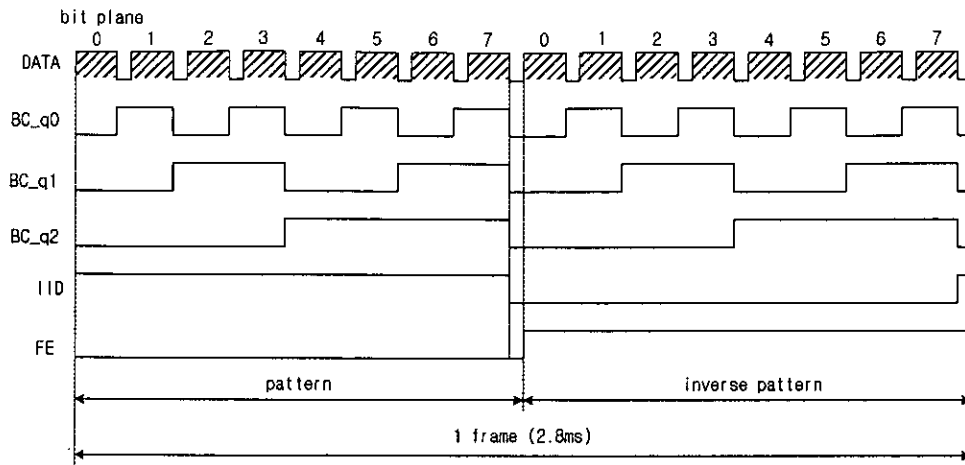 bit plane
0 1 2 3 4 5 6 7 0 1 2 3 4 5 6 7
DATA
BC_q0
BC_q1
BC_q2
IID
FE
pattern inverse pattern
1 frame (2.8ms)